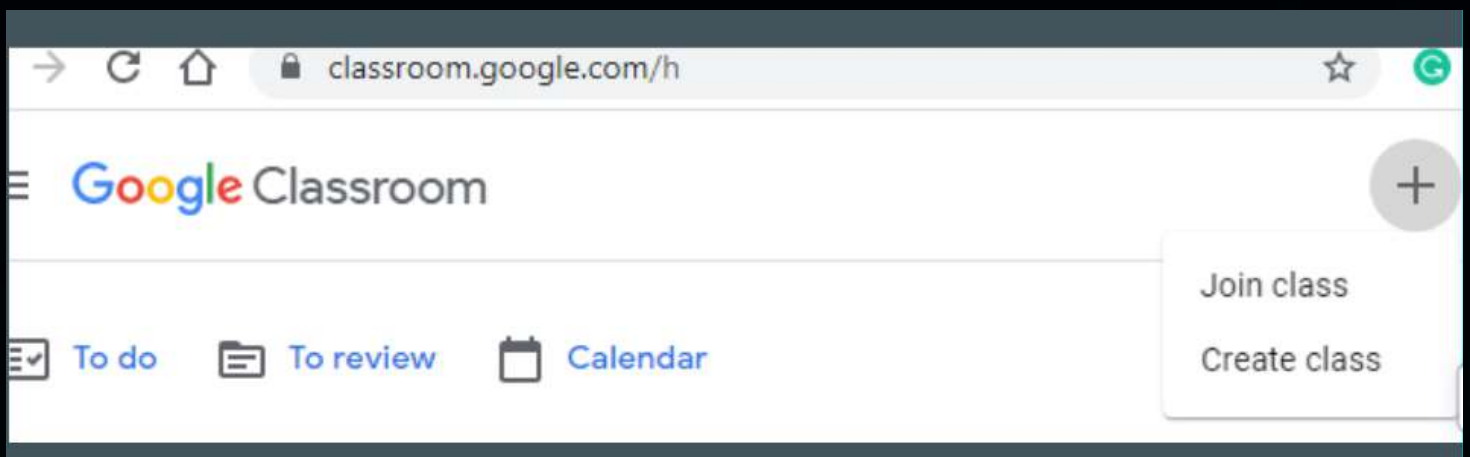 classroom.google.com/h
Google Classroom
Join class
To do To review Calendar
Create class